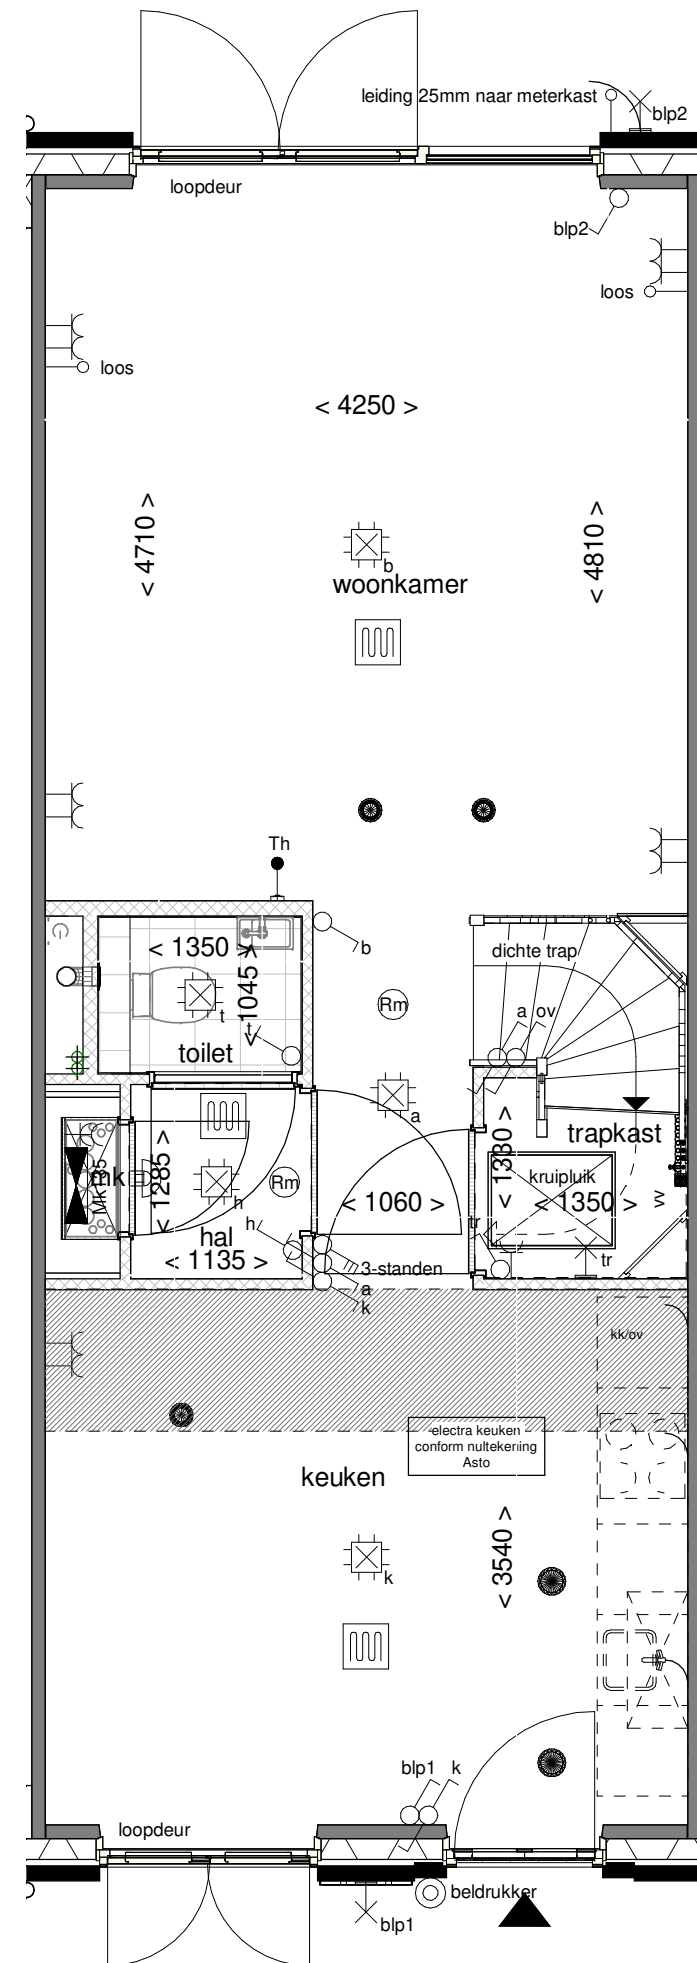 leiding 25mm naar meterkast
blp2
loopdeur
blp2
loos
loos
< 4250 >
< 4710 >
< 4810 >
b
woonkamer
Th
b
Rm
dichte trap
a ov
< 1350 >
< 1045 >
t
t
toilet
a
trapkast
mk
< 1285 >
h
Rm
h
hal
< 1135 >
< 1060 >
< 1330 >
kruipluik
< 1350 >
vv
tr
tr
3-standen
a
k
kk/ov
electra keuken
conform nultekening
Asto
keuken
< 3540 >
k
blp1 k
loopdeur
beldrukker
blp1